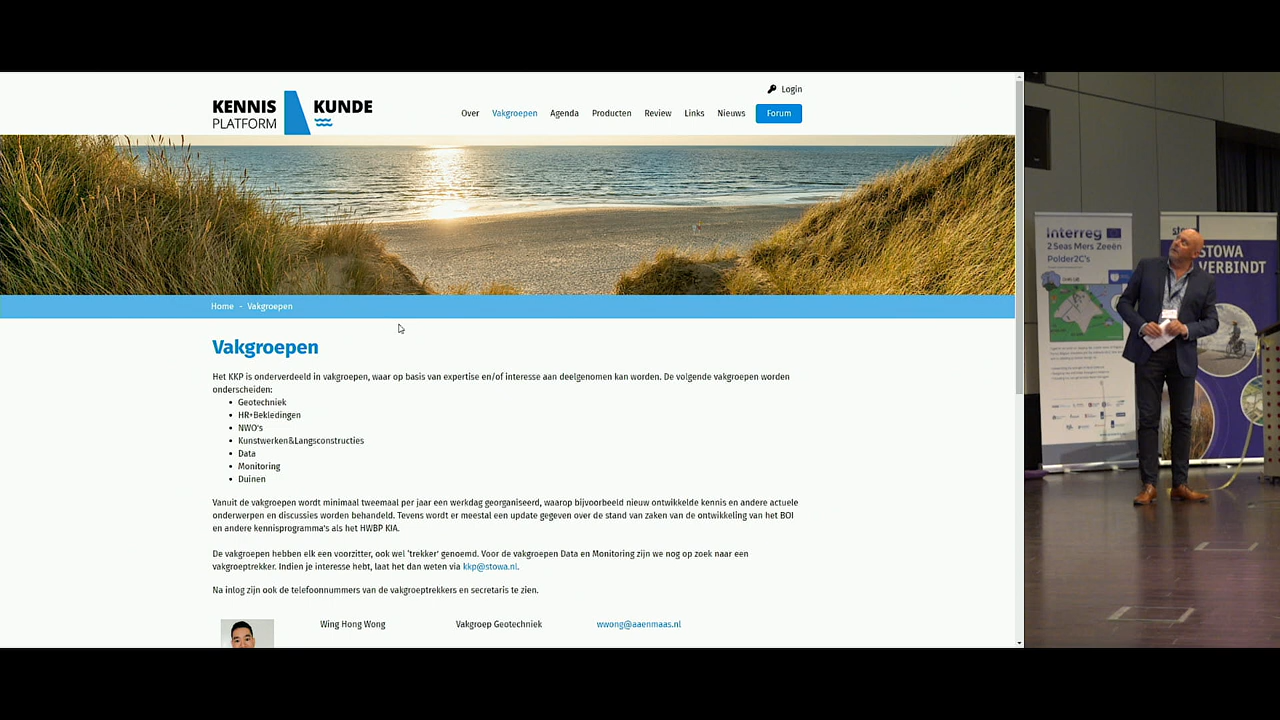 Login
KENNIS KUNDE
PLATFORM
Over Vakgroepen Agenda Producten Review Links Nieuws Forum
Home - Vakgroepen
Vakgroepen
Het KKP is onderverdeeld in vakgroepen, waar op basis van expertise en/of interesse aan deelgenomen kan worden. De volgende vakgroepen worden
onderscheiden:
• Geotechniek
• HR+Bekledingen
• NWO's
• Kunstwerken&Langsconstructies
• Data
• Monitoring
• Duinen
Vanuit de vakgroepen wordt minimaal tweemaal per jaar een werkdag georganiseerd, waarop bijvoorbeeld nieuw ontwikkelde kennis en andere actuele
onderwerpen en discussies worden behandeld. Tevens wordt er meestal een update gegeven over de stand van zaken van de ontwikkeling van het BOI
en andere kennisprogramma's als het HWBP KIA.
De vakgroepen hebben elk een voorzitter, ook wel 'trekker' genoemd. Voor de vakgroepen Data en Monitoring zijn we nog op zoek naar een
vakgroeptrekker. Indien je interesse hebt, laat het dan weten via kkp@stowa.nl.
Na inlog zijn ook de telefoonnummers van de vakgroeptrekkers en secretaris te zien.
Wing Hong Wong Vakgroep Geotechniek wwong@aaenmaas.nl
Interreg
2 Seas Mers Zeeën
Polder2C's
STOWA
VERBINDT